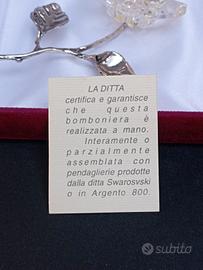 LA DITTA
certifica e garantisce
che questa
bomboniera è
realizzata a mano.
Interamente o
parzialmente
assemblata con
pendaglierie prodotte
dalla ditta Swarosvski
o in Argento 800.
subito